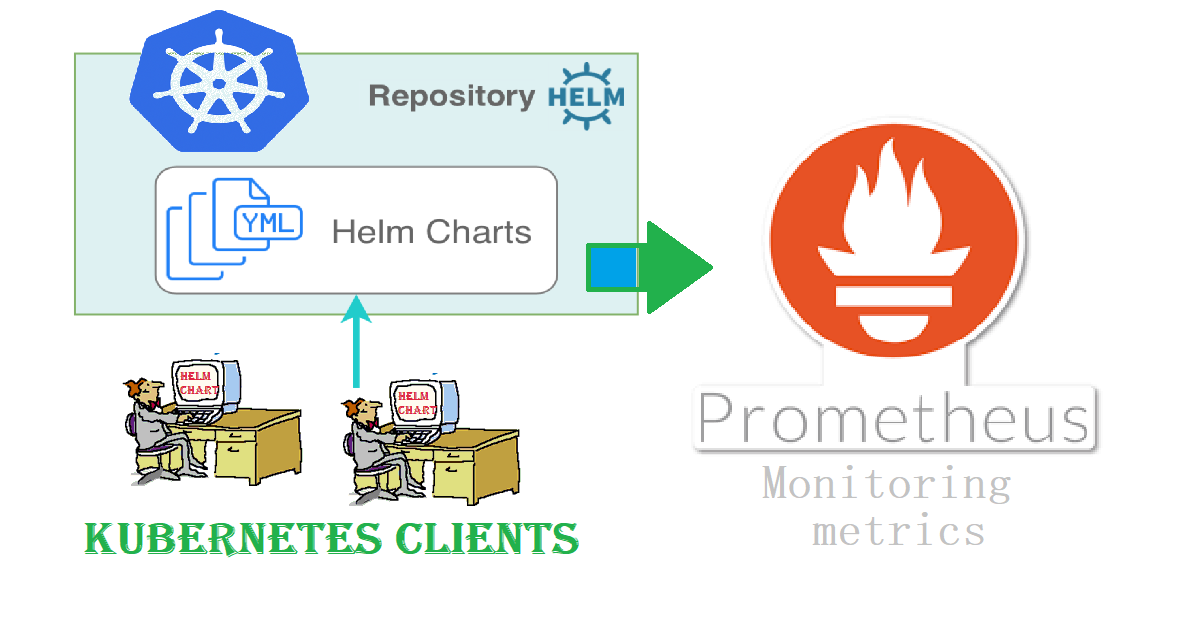 Repository HELM
YML
Helm Charts
HELM
CHART
HELM
CHART
KUBERNETES CLIENTS
Prometheus
Monitoring
metrics